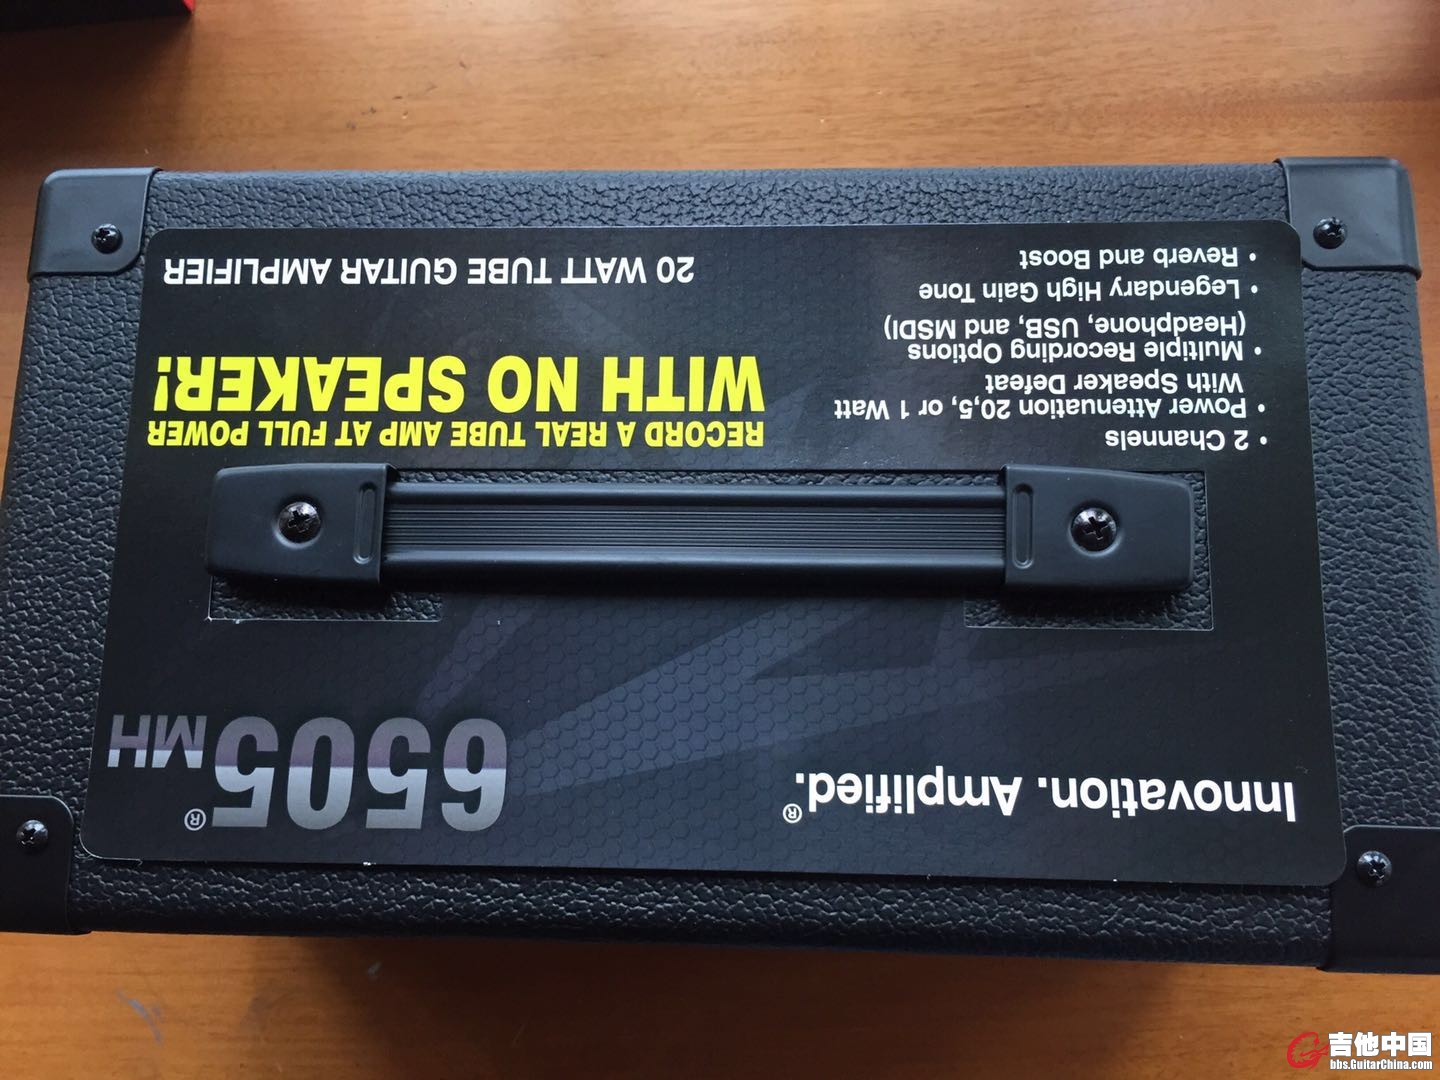 Innovation. Amplified.®
6505®MH
• 2 Channels
• Power Attenuation 20,5, or 1 Watt
With Speaker Defeat
• Multiple Recording Options
(Headphone, USB, and MSDI)
• Legendary High Gain Tone
• Reverb and Boost
RECORD A REAL TUBE AMP AT FULL POWER
WITH NO SPEAKER!
20 WATT TUBE GUITAR AMPLIFIER
吉他中国
bbs.GuitarChina.com